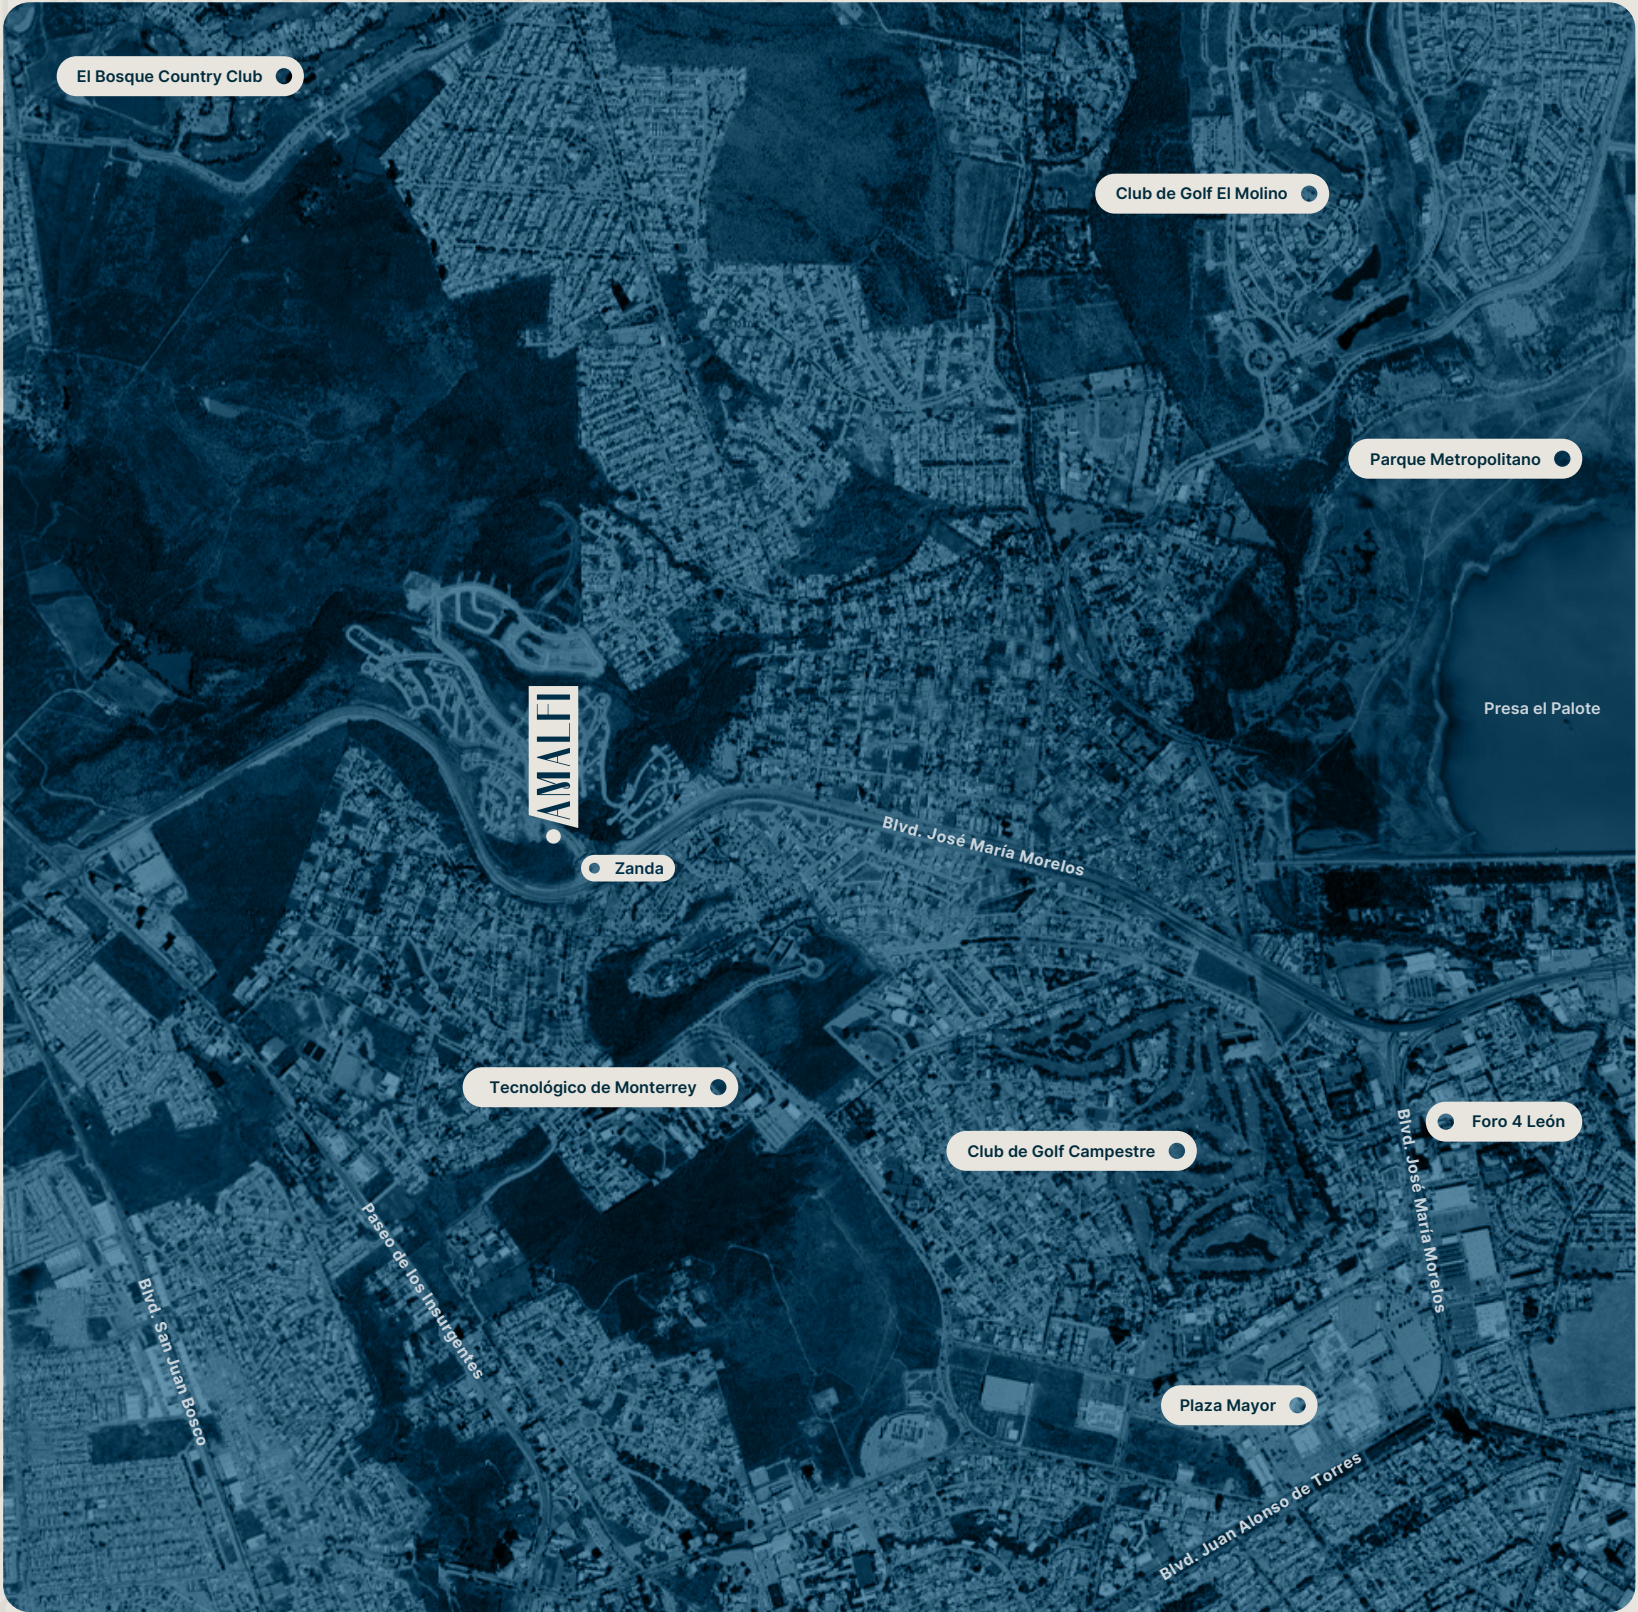 El Bosque Country Club
Club de Golf El Molino
Parque Metropolitano
Presa el Palote
AMALFI
Blvd. José María Morelos
Zanda
Tecnológico de Monterrey
Foro 4 León
Club de Golf Campestre
Blvd. José María Morelos
Paseo de los Insurgentes
Blvd. San Juan Bosco
Plaza Mayor
Blvd. Juan Alonso de Torres